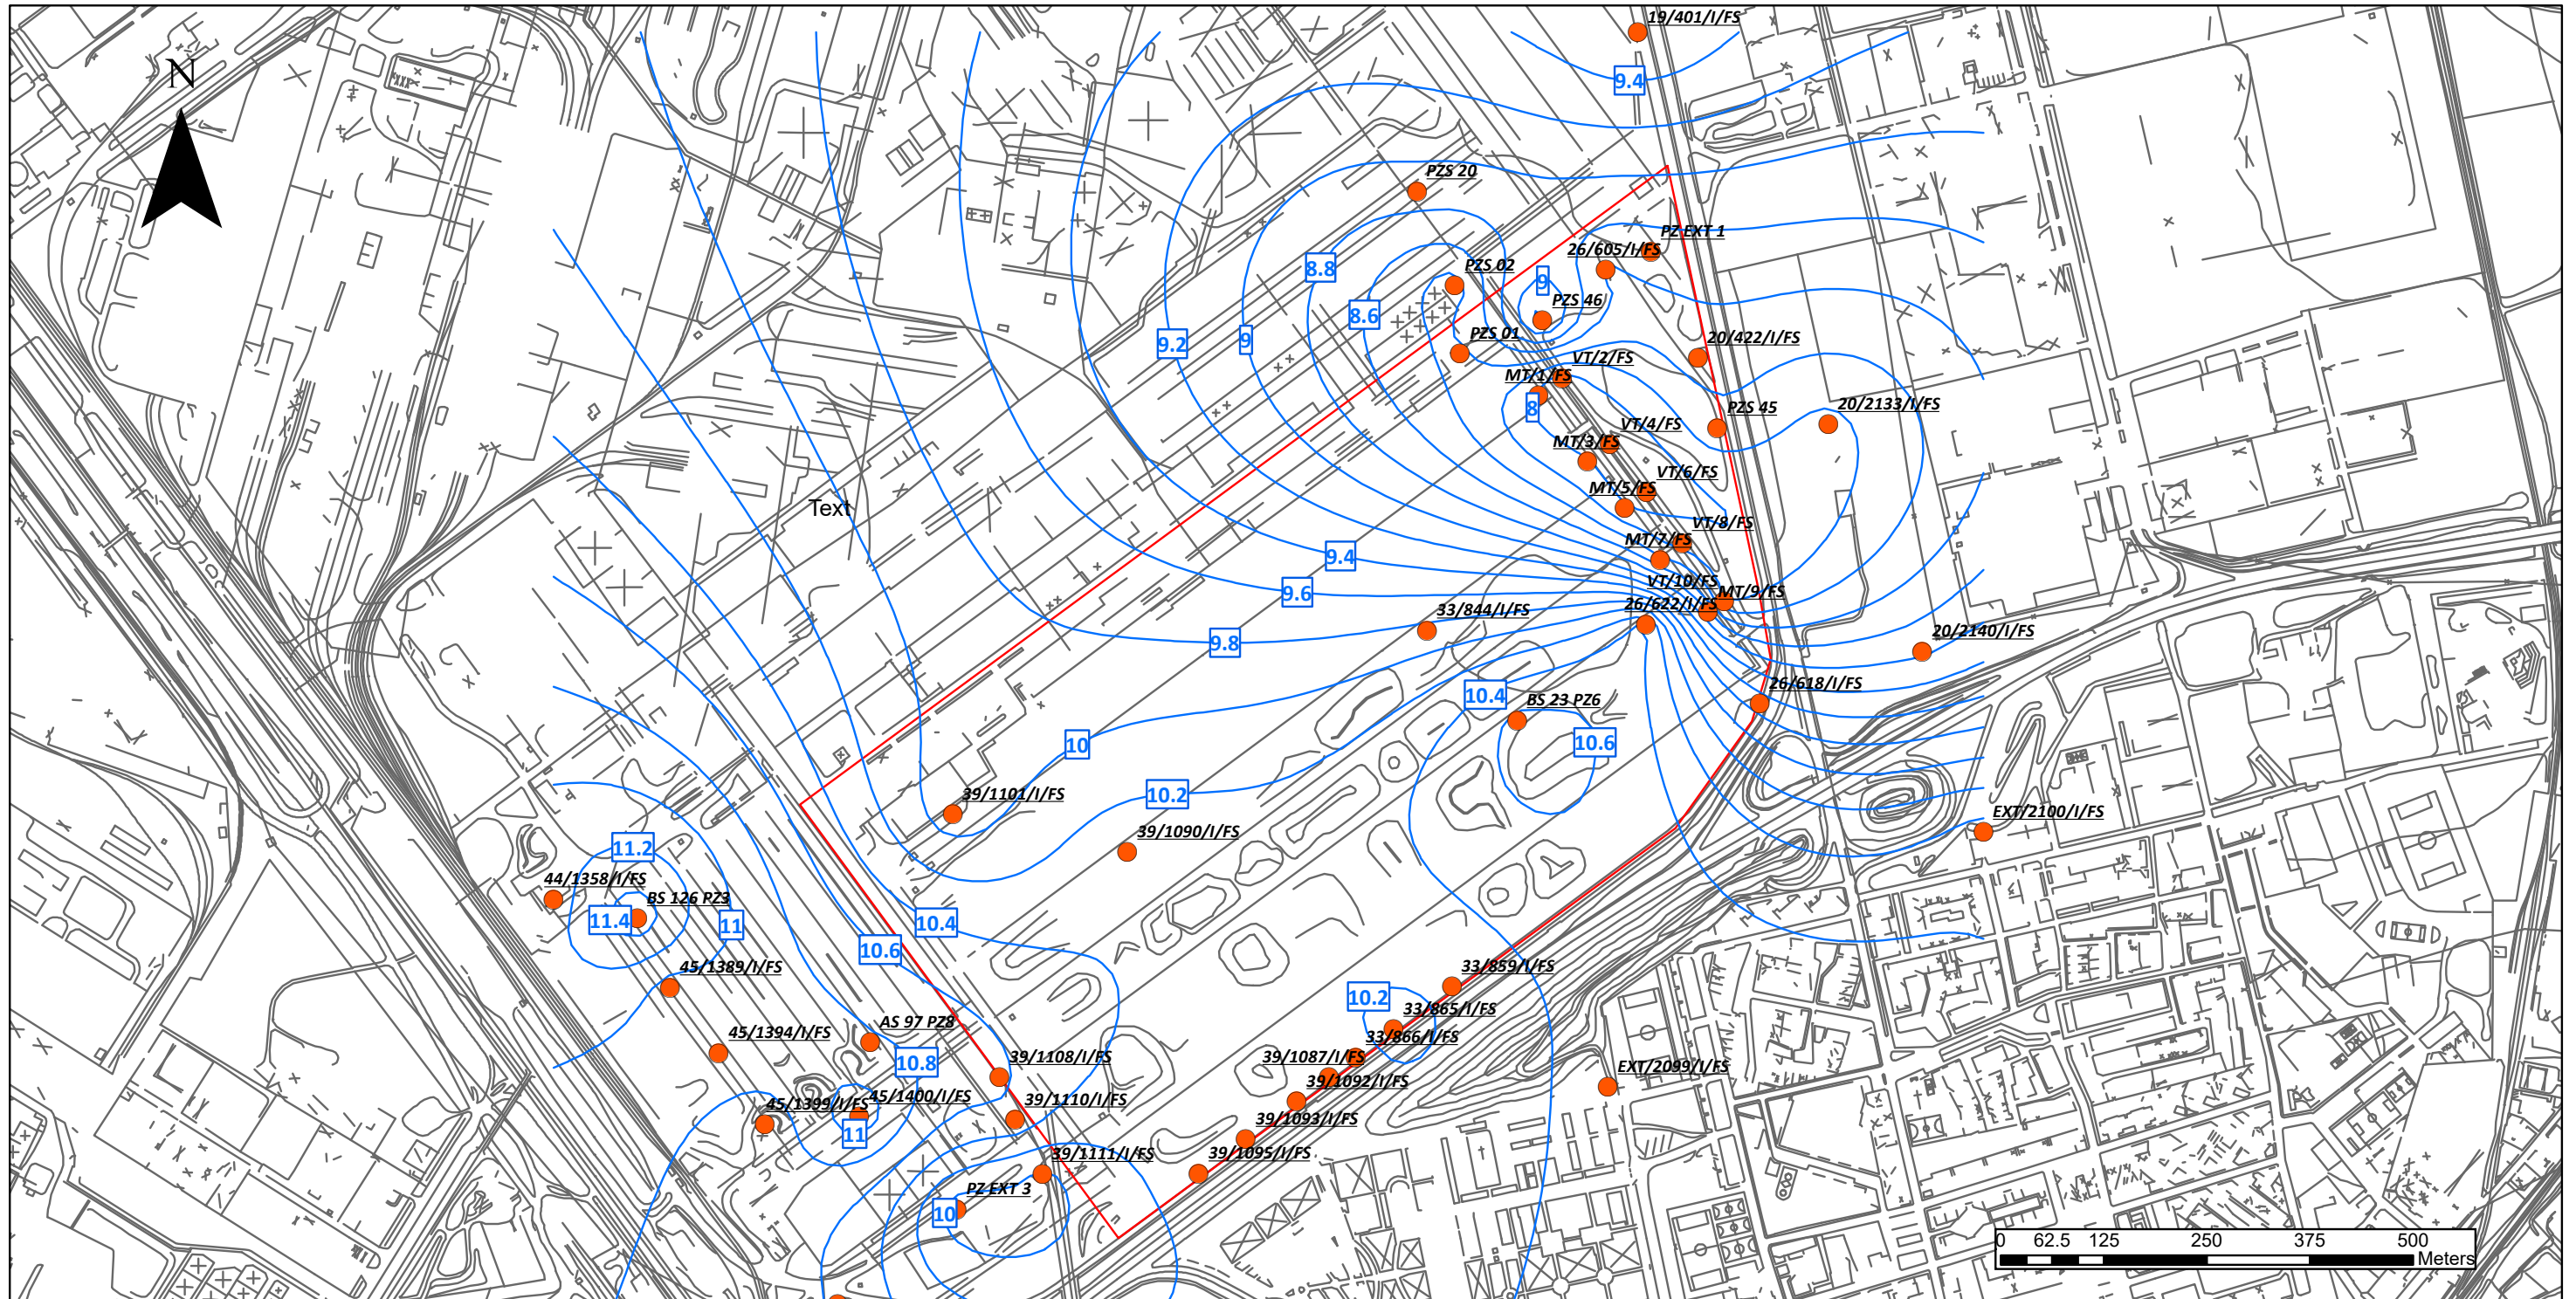 19/401/I/FS
N
9.4
PZS 20
PZ EXT 1
26/605/I/FS
8.8
PZS 02
9
PZS 46
8.6
9.2
9
PZS 01
20/422/I/FS
VT/2/FS
MT/1/FS
8
PZS 45
20/2133/I/FS
VT/4/FS
MT/3/FS
VT/6/FS
MT/5/FS
Text
VT/8/FS
MT/7/FS
9.4
VT/10/FS
9.6
MT/9/FS
26/622/I/FS
33/844/I/FS
20/2140/I/FS
9.8
26/618/I/FS
10.4
BS 23 PZ6
10
10.6
39/1101/I/FS
10.2
EXT/2100/I/FS
39/1090/I/FS
11.2
44/1358/I/FS
BS 126 PZ3
11.4
11
10.4
10.6
45/1389/I/FS
33/859/I/FS
10.2
33/865/I/FS
AS 97 PZ8
45/1394/I/FS
33/866/I/FS
39/1108/I/FS
39/1087/I/FS
10.8
EXT/2099/I/FS
39/1092/I/FS
45/1400/I/FS
45/1399/I/FS
39/1110/I/FS
39/1093/I/FS
11
39/1111/I/FS
39/1095/I/FS
PZ EXT 3
10
0 62.5 125 250 375 500
Meters